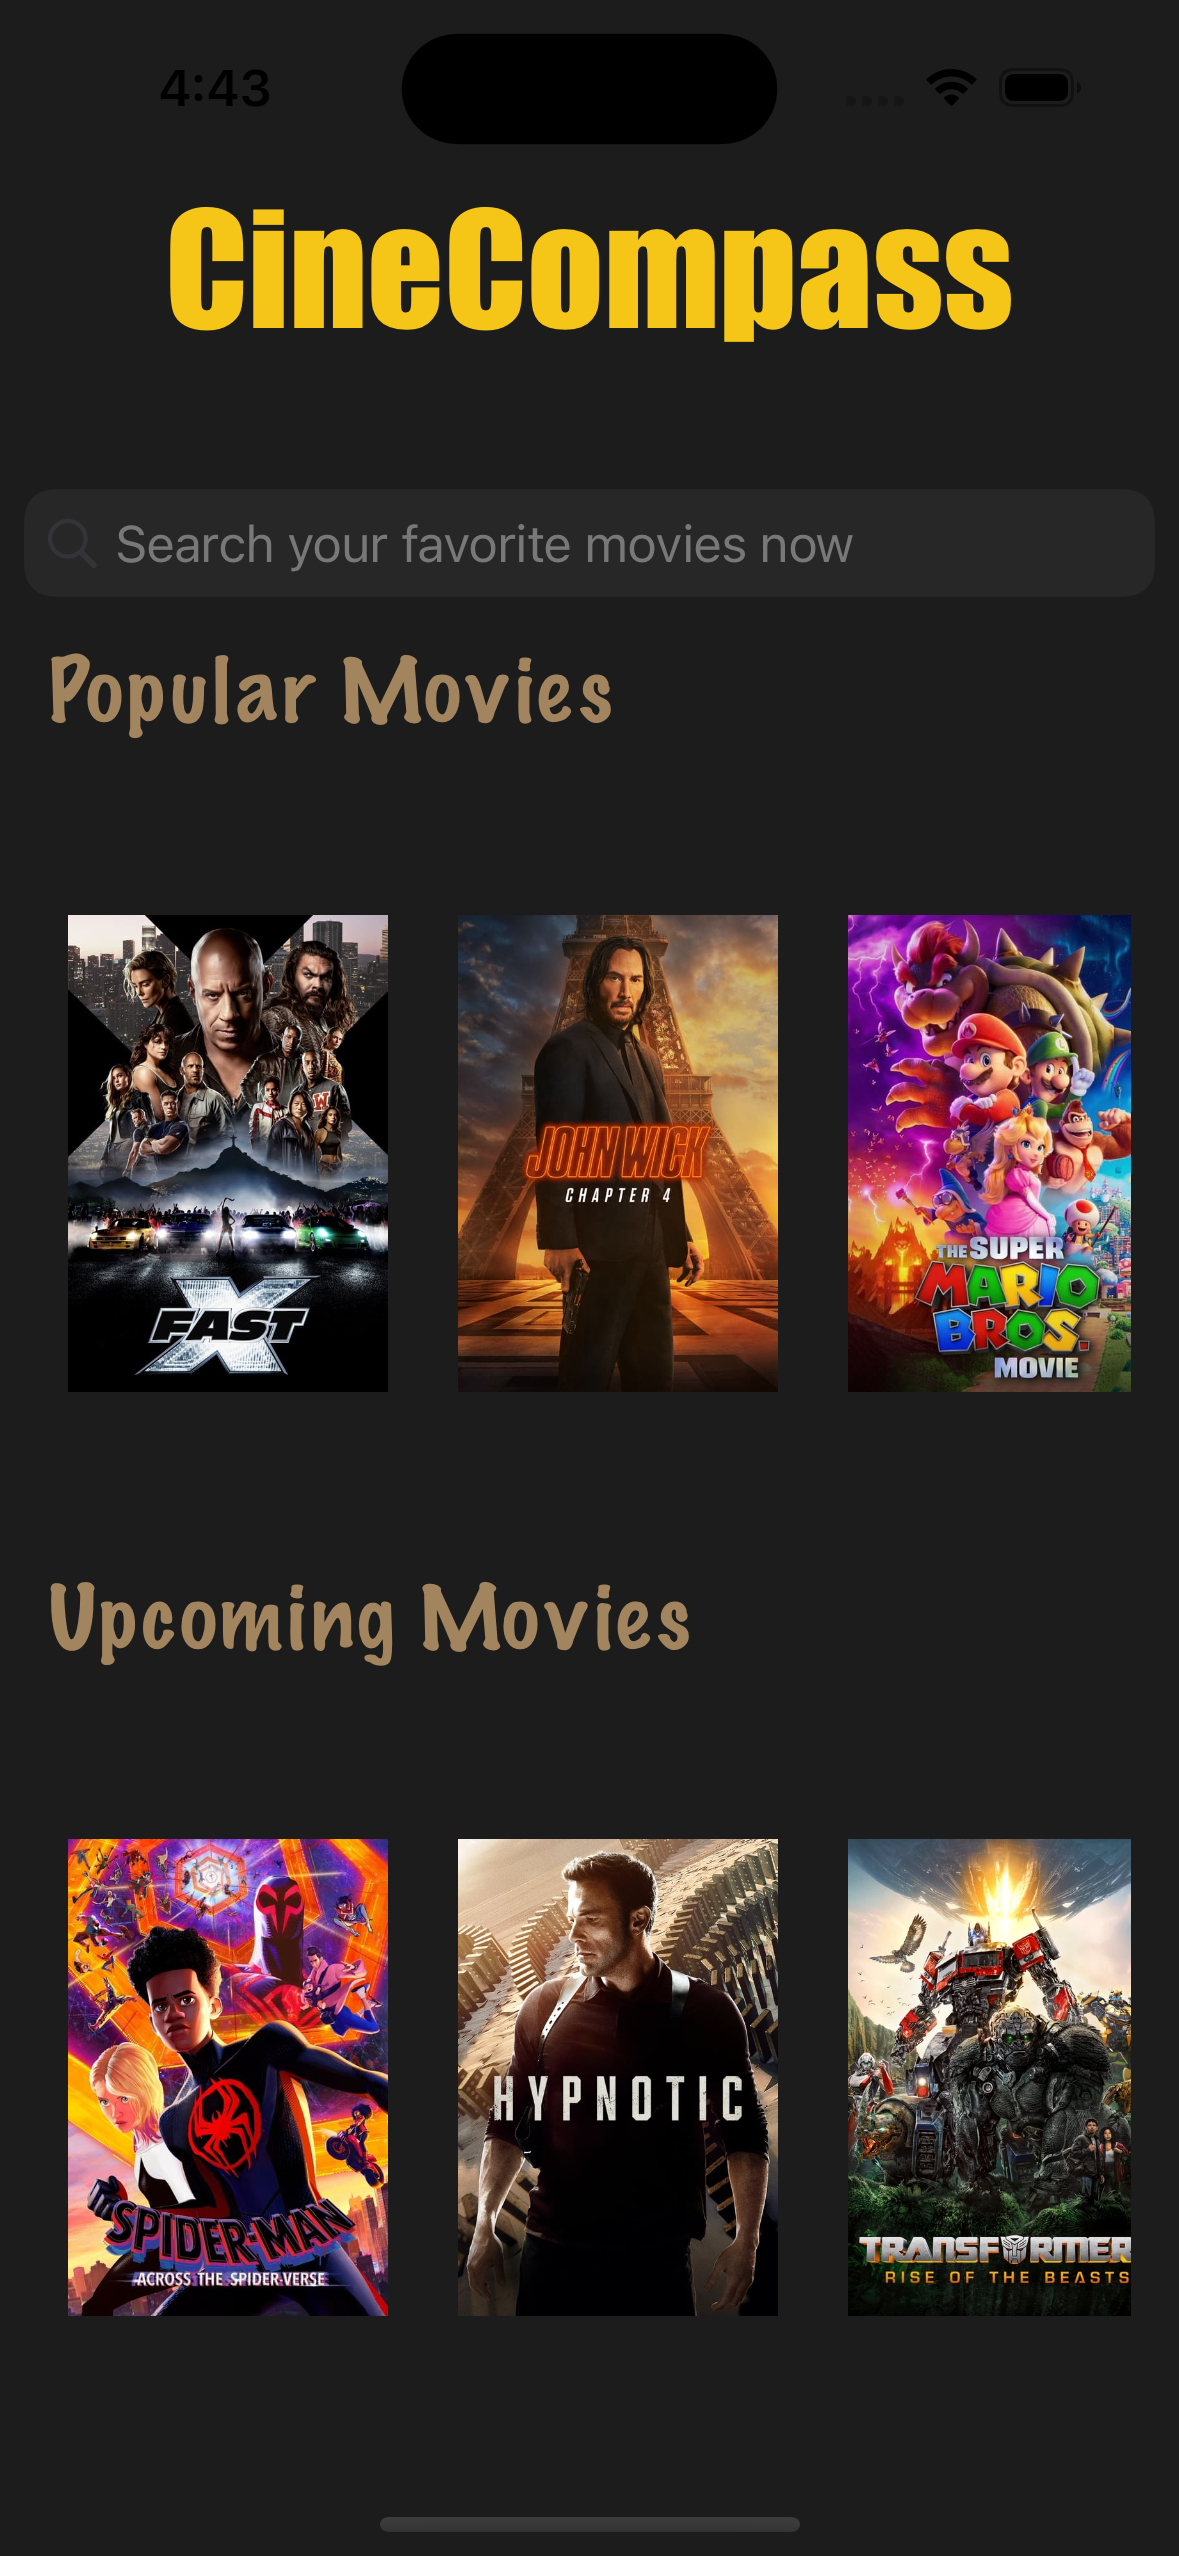 4:43
CineCompass
Search your favorite movies now
Popular Movies
FAST X
JOHN WICK
CHAPTER 4
THE SUPER
MARIO
BROS.
MOVIE
Upcoming Movies
SPIDER-MAN
ACROSS THE SPIDER-VERSE
HYPNOTIC
TRANSFORMER
RISE OF THE BEASTS